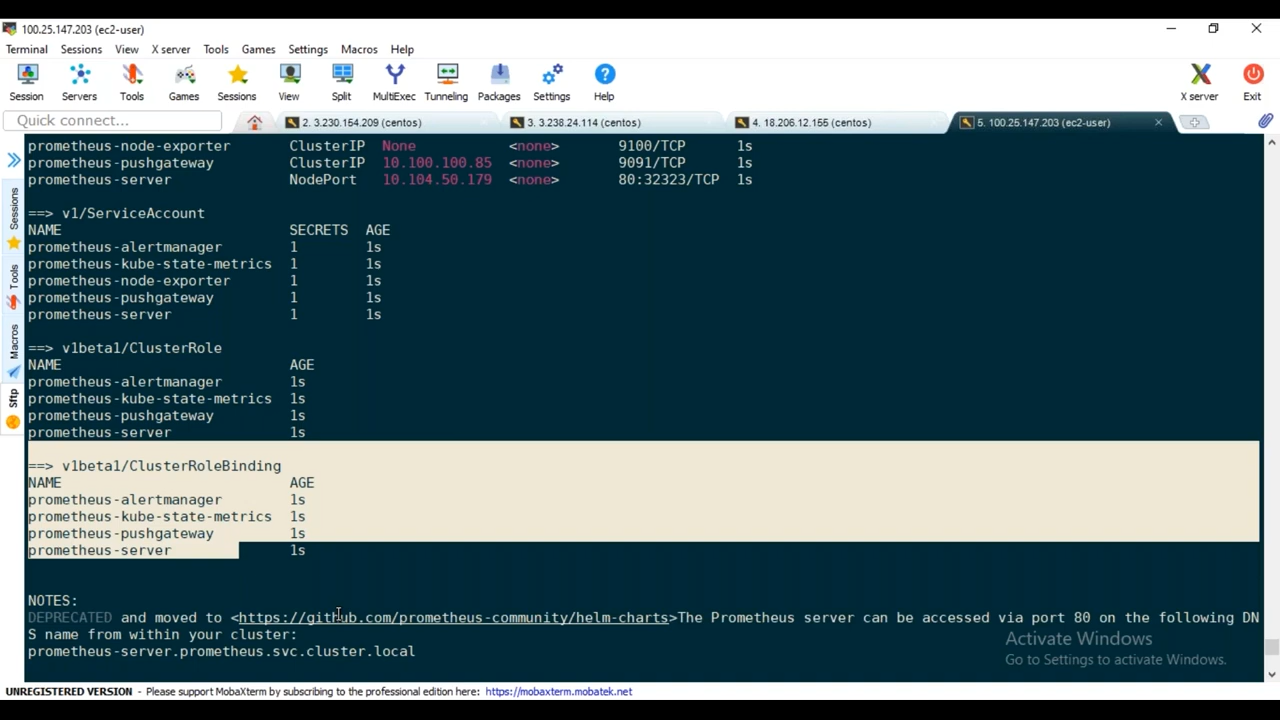 100.25.147.203 (ec2-user)
Terminal Sessions View X server Tools Games Settings Macros Help
Session Servers Tools Games Sessions View Split MultiExec Tunneling Packages Settings Help X server Exit
Quick connect... 2. 3.230.154.209 (centos) 3. 3.238.24.114 (centos) 4. 18.206.12.155 (centos) 5. 100.25.147.203 (ec2-user)
Sessions
Tools
Macros
Sftp
prometheus-node-exporter ClusterIP None <none> 9100/TCP 1s
prometheus-pushgateway ClusterIP 10.100.100.85 <none> 9091/TCP 1s
prometheus-server NodePort 10.104.50.179 <none> 80:32323/TCP 1s
==> v1/ServiceAccount
NAME SECRETS AGE
prometheus-alertmanager 1 1s
prometheus-kube-state-metrics 1 1s
prometheus-node-exporter 1 1s
prometheus-pushgateway 1 1s
prometheus-server 1 1s
==> v1beta1/ClusterRole
NAME AGE
prometheus-alertmanager 1s
prometheus-kube-state-metrics 1s
prometheus-pushgateway 1s
prometheus-server 1s
==> v1beta1/ClusterRoleBinding
NAME AGE
prometheus-alertmanager 1s
prometheus-kube-state-metrics 1s
prometheus-pushgateway 1s
prometheus-server 1s
NOTES:
DEPRECATED and moved to <https://github.com/prometheus-community/helm-charts>The Prometheus server can be accessed via port 80 on the following DN
S name from within your cluster:
prometheus-server.prometheus.svc.cluster.local
Activate Windows
Go to Settings to activate Windows.
UNREGISTERED VERSION - Please support MobaXterm by subscribing to the professional edition here: https://mobaxterm.mobatek.net